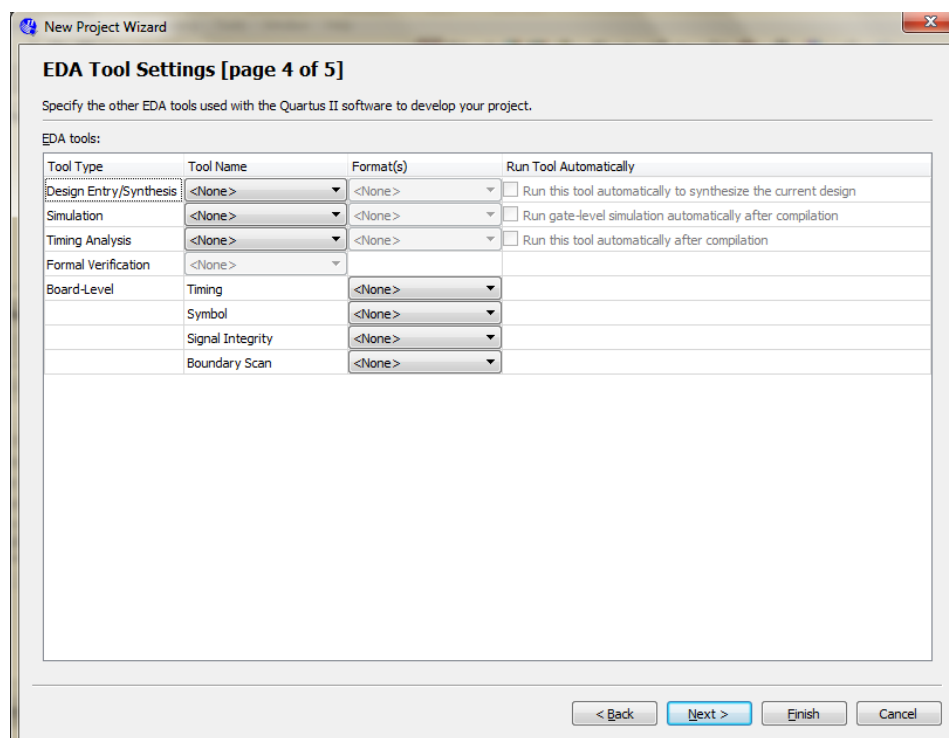 New Project Wizard
EDA Tool Settings [page 4 of 5]
Specify the other EDA tools used with the Quartus II software to develop your project.
EDA tools:
Tool Type Tool Name Format(s) Run Tool Automatically
Design Entry/Synthesis <None> <None> Run this tool automatically to synthesize the current design
Simulation <None> <None> Run gate-level simulation automatically after compilation
Timing Analysis <None> <None> Run this tool automatically after compilation
Formal Verification <None>
Board-Level Timing <None>
Symbol <None>
Signal Integrity <None>
Boundary Scan <None>
< Back Next > Finish Cancel